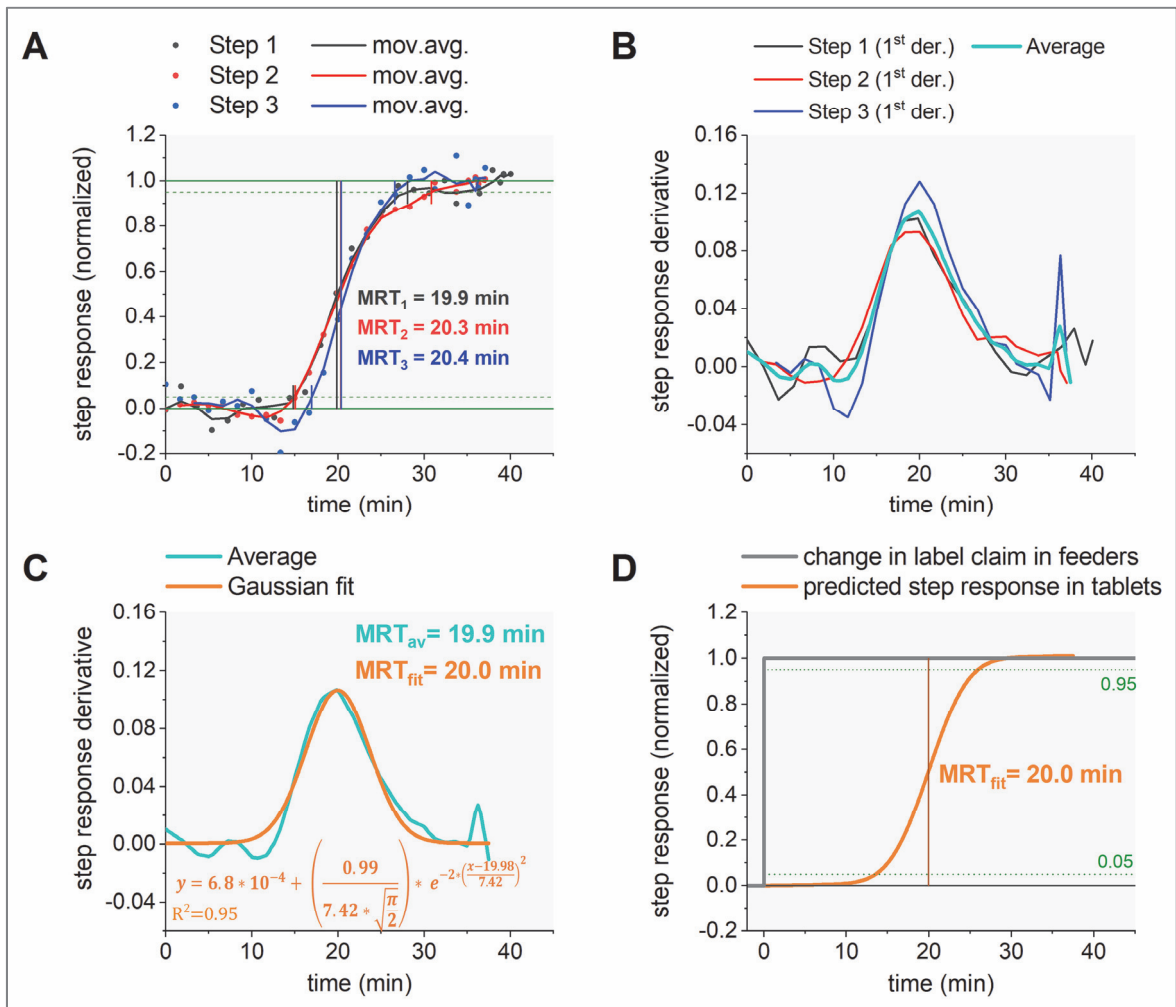 A
Step 1 mov.avg.
Step 2 mov.avg.
Step 3 mov.avg.
step response (normalized)
1.2
1.0
0.8
0.6
0.4
0.2
0.0
-0.2
MRT1 = 19.9 min
MRT2 = 20.3 min
MRT3 = 20.4 min
0 10 20 30 40
time (min)
B
Step 1 (1st der.) Average
Step 2 (1st der.)
Step 3 (1st der.)
step response derivative
0.16
0.12
0.08
0.04
0.00
-0.04
0 10 20 30 40
time (min)
C
Average
Gaussian fit
step response derivative
0.16
0.12
0.08
0.04
0.00
-0.04
MRTav= 19.9 min
MRTfit= 20.0 min
y = 6.8 * 10^-4 + (0.99 / (7.42 * √(π/2))) * e^(-2*((x-19.98)/7.42)^2)
R²=0.95
0 10 20 30 40
time (min)
D
change in label claim in feeders
predicted step response in tablets
step response (normalized)
1.2
1.0
0.8
0.6
0.4
0.2
0.0
-0.2
0.95
MRTfit= 20.0 min
0.05
0 10 20 30 40
time (min)